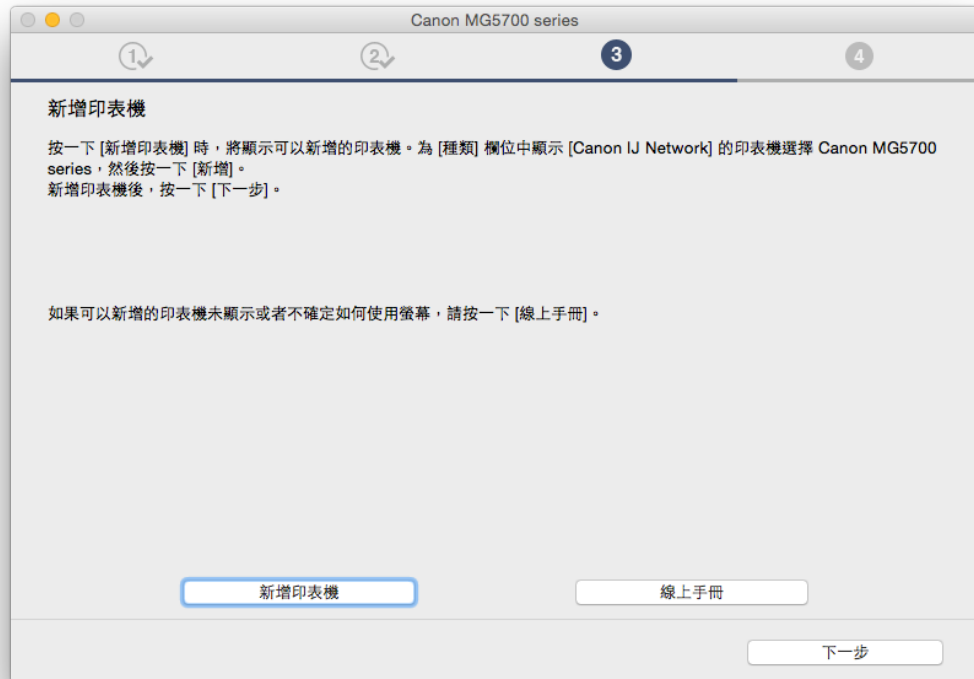 Canon MG5700 series
1
2
3
4
新增印表機
按一下 [新增印表機] 時，將顯示可以新增的印表機。為 [種類] 欄位中顯示 [Canon IJ Network] 的印表機選擇 Canon MG5700
series，然後按一下 [新增]。
新增印表機後，按一下 [下一步]。
如果可以新增的印表機未顯示或者不確定如何使用螢幕，請按一下 [線上手冊]。
新增印表機
線上手冊
下一步